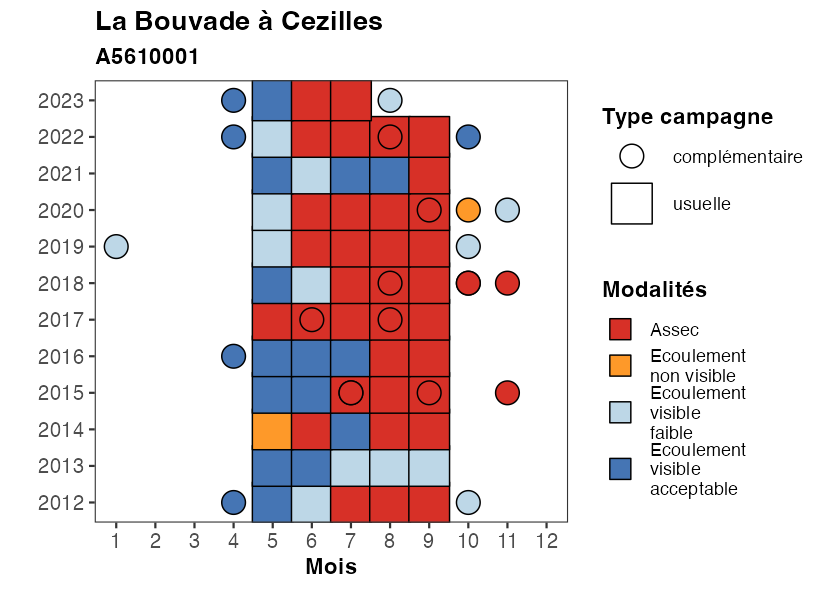 La Bouvade à Cezilles
A5610001
2023
2022
2021
2020
2019
2018
2017
2016
2015
2014
2013
2012
1 2 3 4 5 6 7 8 9 10 11 12
Mois
Type campagne
complémentaire
usuelle
Modalités
Assec
Ecoulement
non visible
Ecoulement
visible
faible
Ecoulement
visible
acceptable